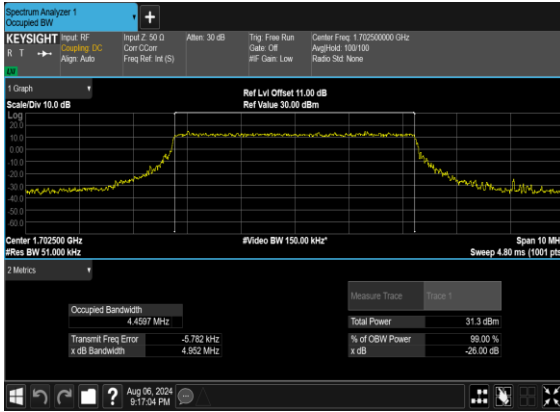 Spectrum Analyzer 1
Occupied BW
+
KEYSIGHT Input: RF Input Z: 50 Ω Atten: 30 dB Trig: Free Run Center Freq: 1.702500000 GHz
R T Coupling: DC Corr CCorr Gate: Off Avg|Hold: 100/100
Align: Auto Freq Ref: Int (S) #IF Gain: Low Radio Std: None
1 Graph Ref Lvl Offset 11.00 dB
Scale/Div 10.0 dB Ref Value 30.00 dBm
Log
20.0
10.0
0.00
-10.0
-20.0
-30.0
-40.0
-50.0
-60.0
Center 1.702500 GHz #Video BW 150.00 kHz* Span 10 MH
#Res BW 51.000 kHz Sweep 4.80 ms (1001 pts
2 Metrics
Measure Trace Trace 1
Occupied Bandwidth
4.4597 MHz Total Power 31.3 dBm
Transmit Freq Error -5.782 kHz % of OBW Power 99.00 %
x dB Bandwidth 4.952 MHz x dB -26.00 dB
? Aug 06, 2024
9:17:04 PM